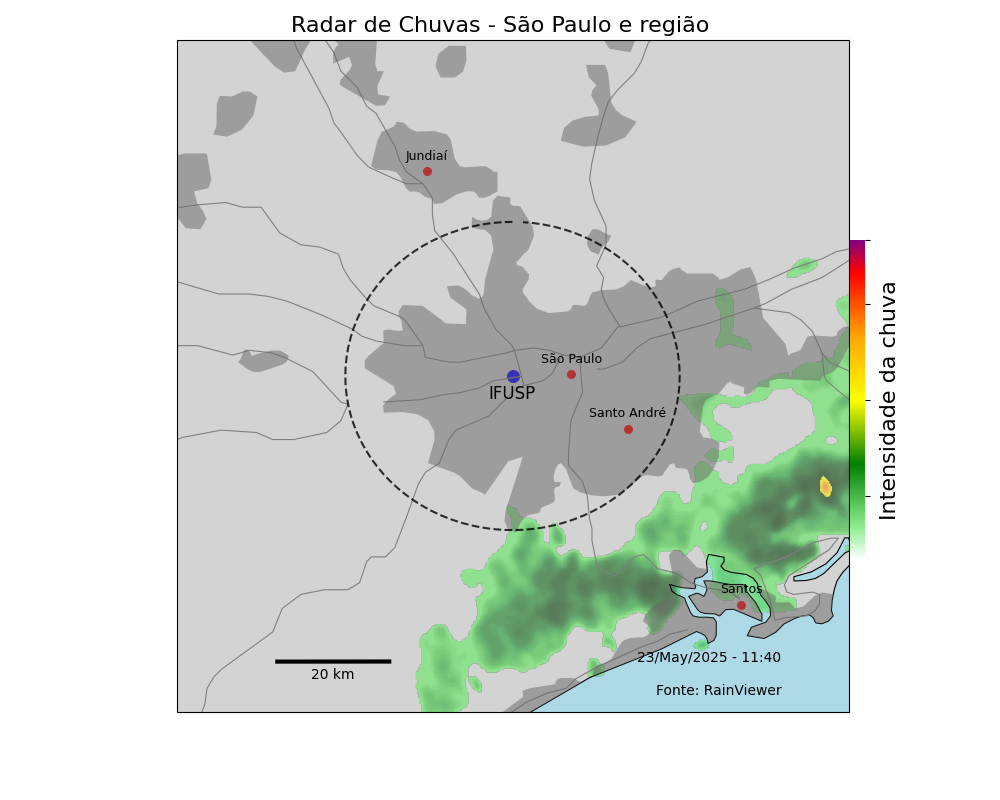 Radar de Chuvas - São Paulo e região
Jundiaí
São Paulo
IFUSP
Santo André
Santos
23/May/2025 - 11:40
20 km
Fonte: RainViewer
Intensidade da chuva